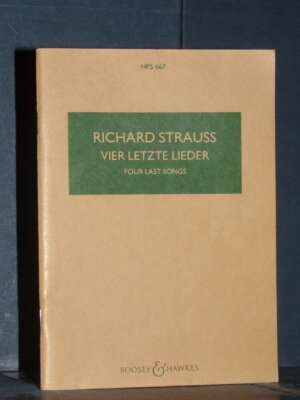 HPS 667
RICHARD STRAUSS
VIER LETZTE LIEDER
FOUR LAST SONGS
BOOSEY & HAWKES